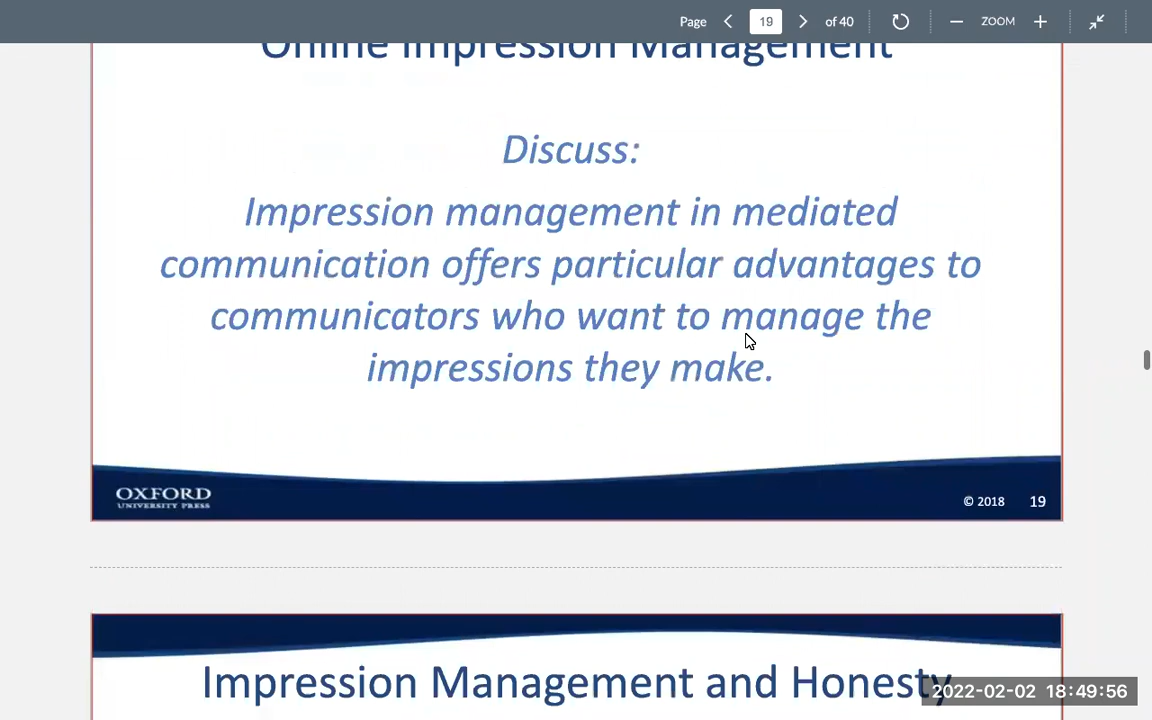 Page 19 of 40 ZOOM
Online Impression Management
Discuss:
Impression management in mediated
communication offers particular advantages to
communicators who want to manage the
impressions they make.
OXFORD
UNIVERSITY PRESS
© 2018 19
Impression Management and Honesty
2022-02-02 18:49:56